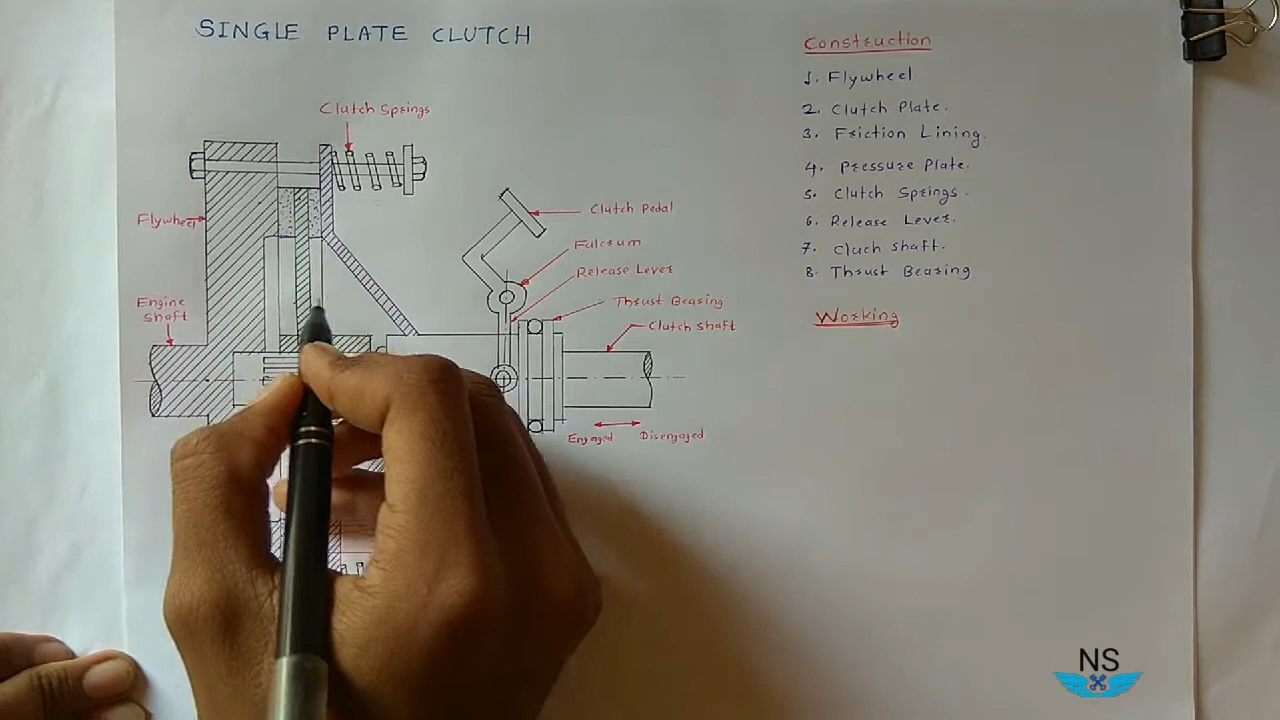 SINGLE PLATE CLUTCH
Clutch Springs
Flywheel
Engine
shaft
Clutch Pedal
Fulcrum
Release Lever
Thrust Bearing
Clutch shaft
Engaged
Disengaged
Construction
1. Flywheel
2. Clutch Plate.
3. Friction Lining.
4. Pressure Plate.
5. Clutch Springs.
6. Release Lever.
7. Cluch shaft.
8. Thrust Bearing
Working
NS